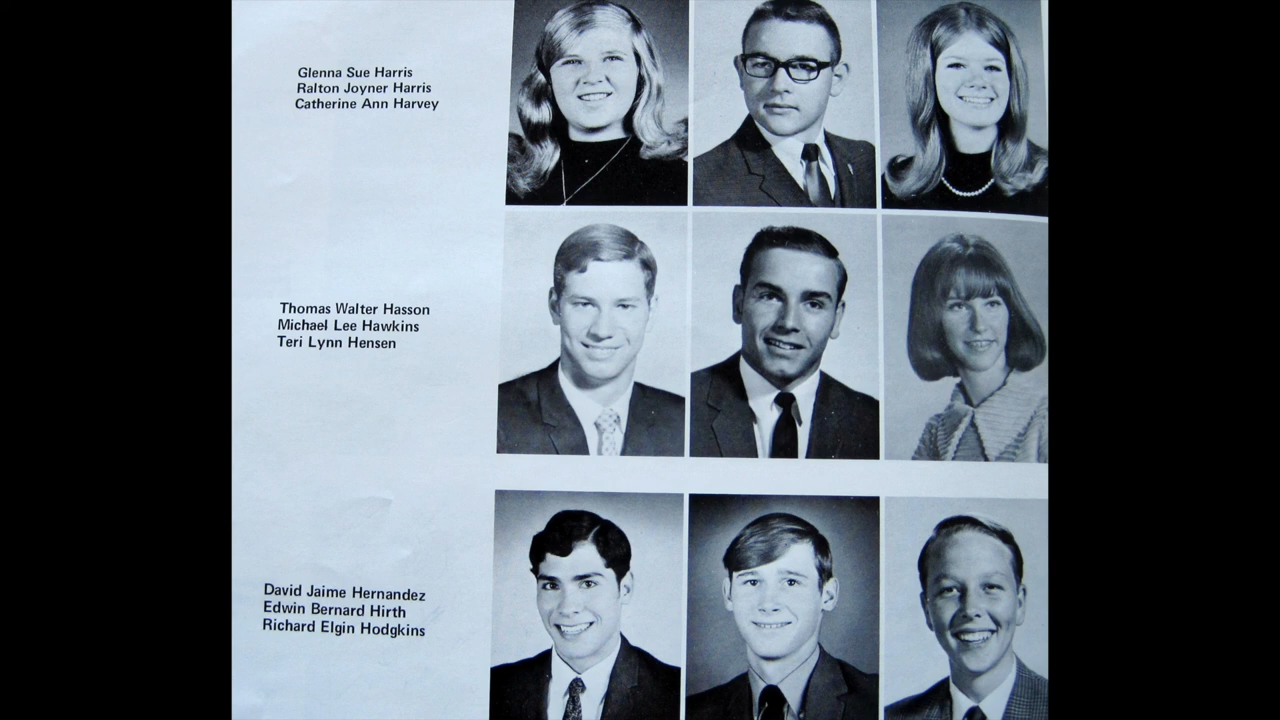 Glenna Sue Harris
Ralton Joyner Harris
Catherine Ann Harvey
Thomas Walter Hasson
Michael Lee Hawkins
Teri Lynn Hensen
David Jaime Hernandez
Edwin Bernard Hirth
Richard Elgin Hodgkins